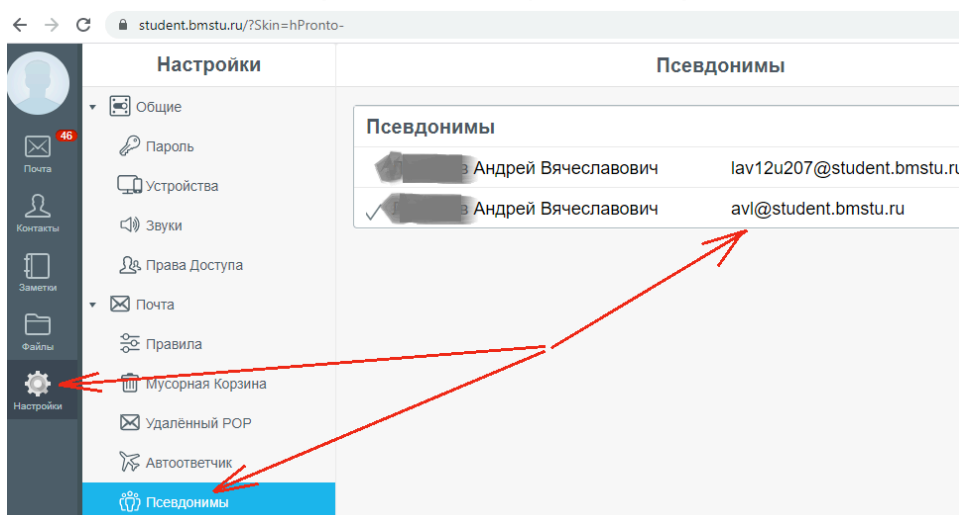 student.bmstu.ru/?Skin=hPronto-
Настройки
Псевдонимы
46
Почта
Контакты
Заметки
Файлы
Настройки
Общие
Пароль
Устройства
Звуки
Права Доступа
Почта
Правила
Мусорная Корзина
Удалённый POP
Автоответчик
Псевдонимы
Псевдонимы
Андрей Вячеславович lav12u207@student.bmstu.ru
Андрей Вячеславович avl@student.bmstu.ru